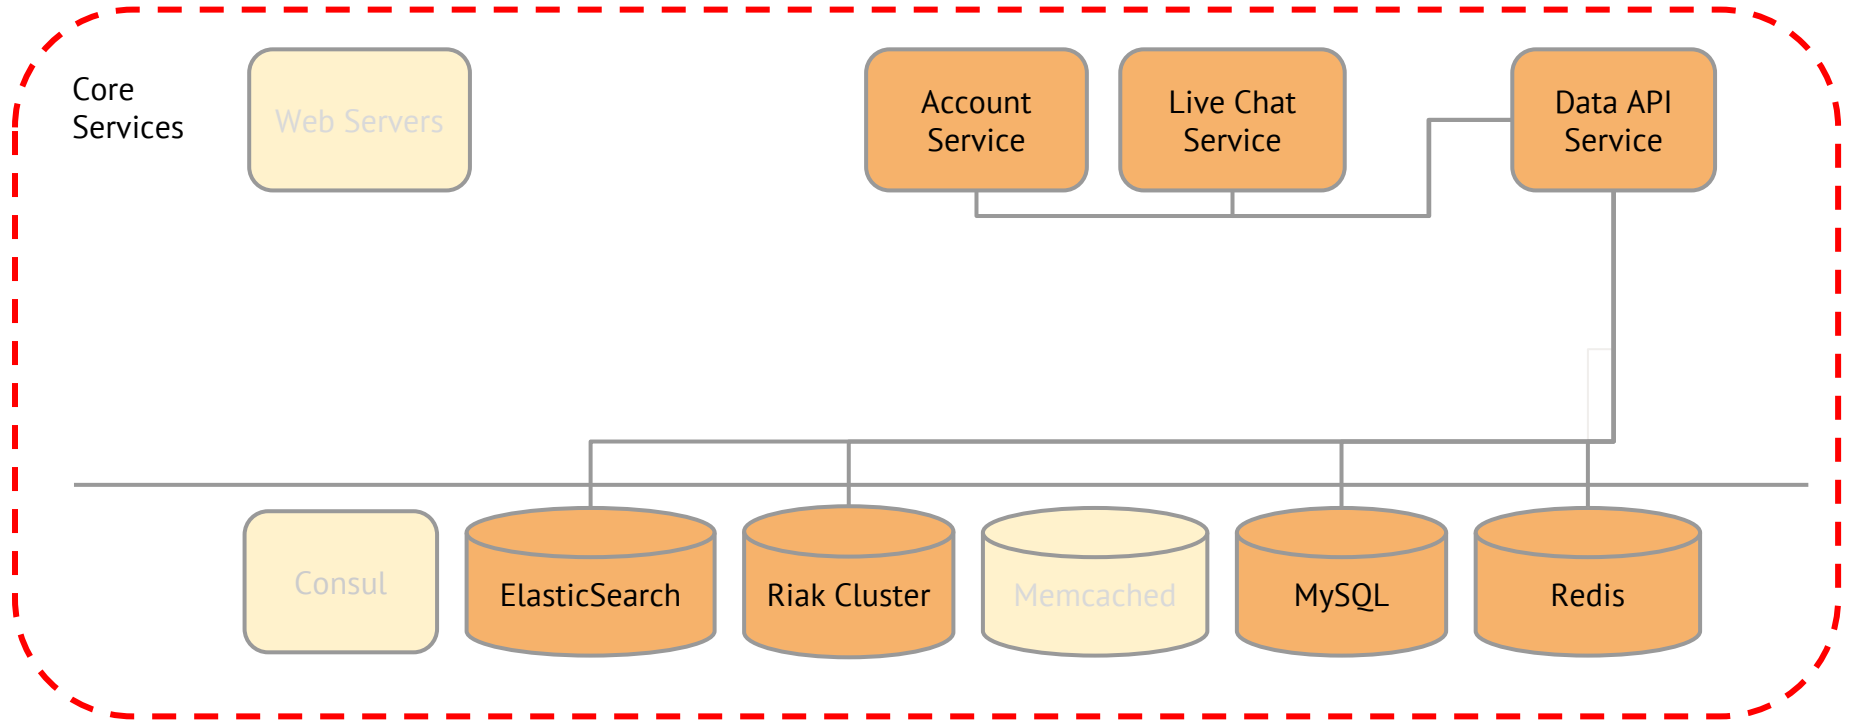 Core
Services
Web Servers
Account
Service
Live Chat
Service
Data API
Service
Consul
ElasticSearch
Riak Cluster
Memcached
MySQL
Redis